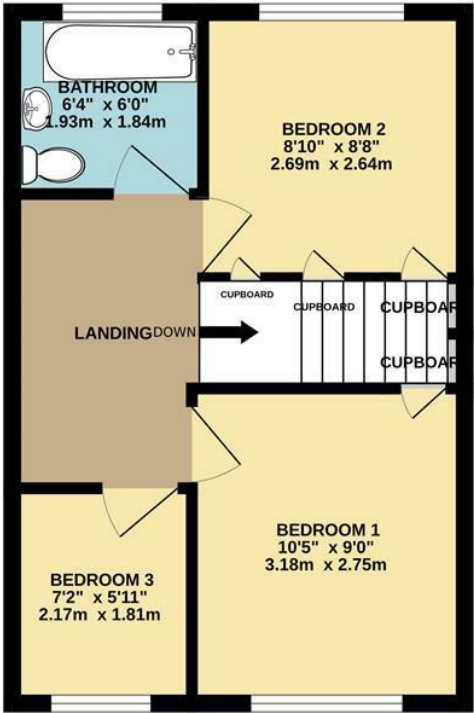 BATHROOM
6'4" x 6'0"
1.93m x 1.84m
BEDROOM 2
8'10" x 8'8"
2.69m x 2.64m
CUPBOARD
CUPBOARD
CUPBOAR
LANDING
DOWN
CUPBOAR
BEDROOM 1
10'5" x 9'0"
3.18m x 2.75m
BEDROOM 3
7'2" x 5'11"
2.17m x 1.81m